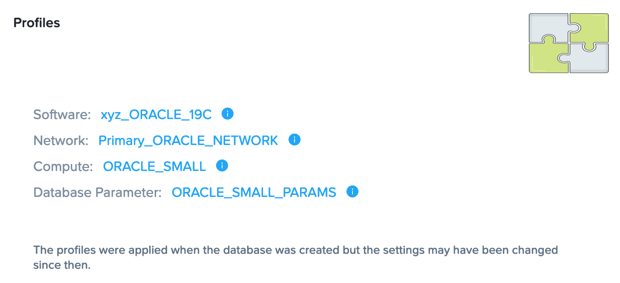 Profiles
Software: xyz_ORACLE_19C
Network: Primary_ORACLE_NETWORK
Compute: ORACLE_SMALL
Database Parameter: ORACLE_SMALL_PARAMS
The profiles were applied when the database was created but the settings may have been changed
since then.